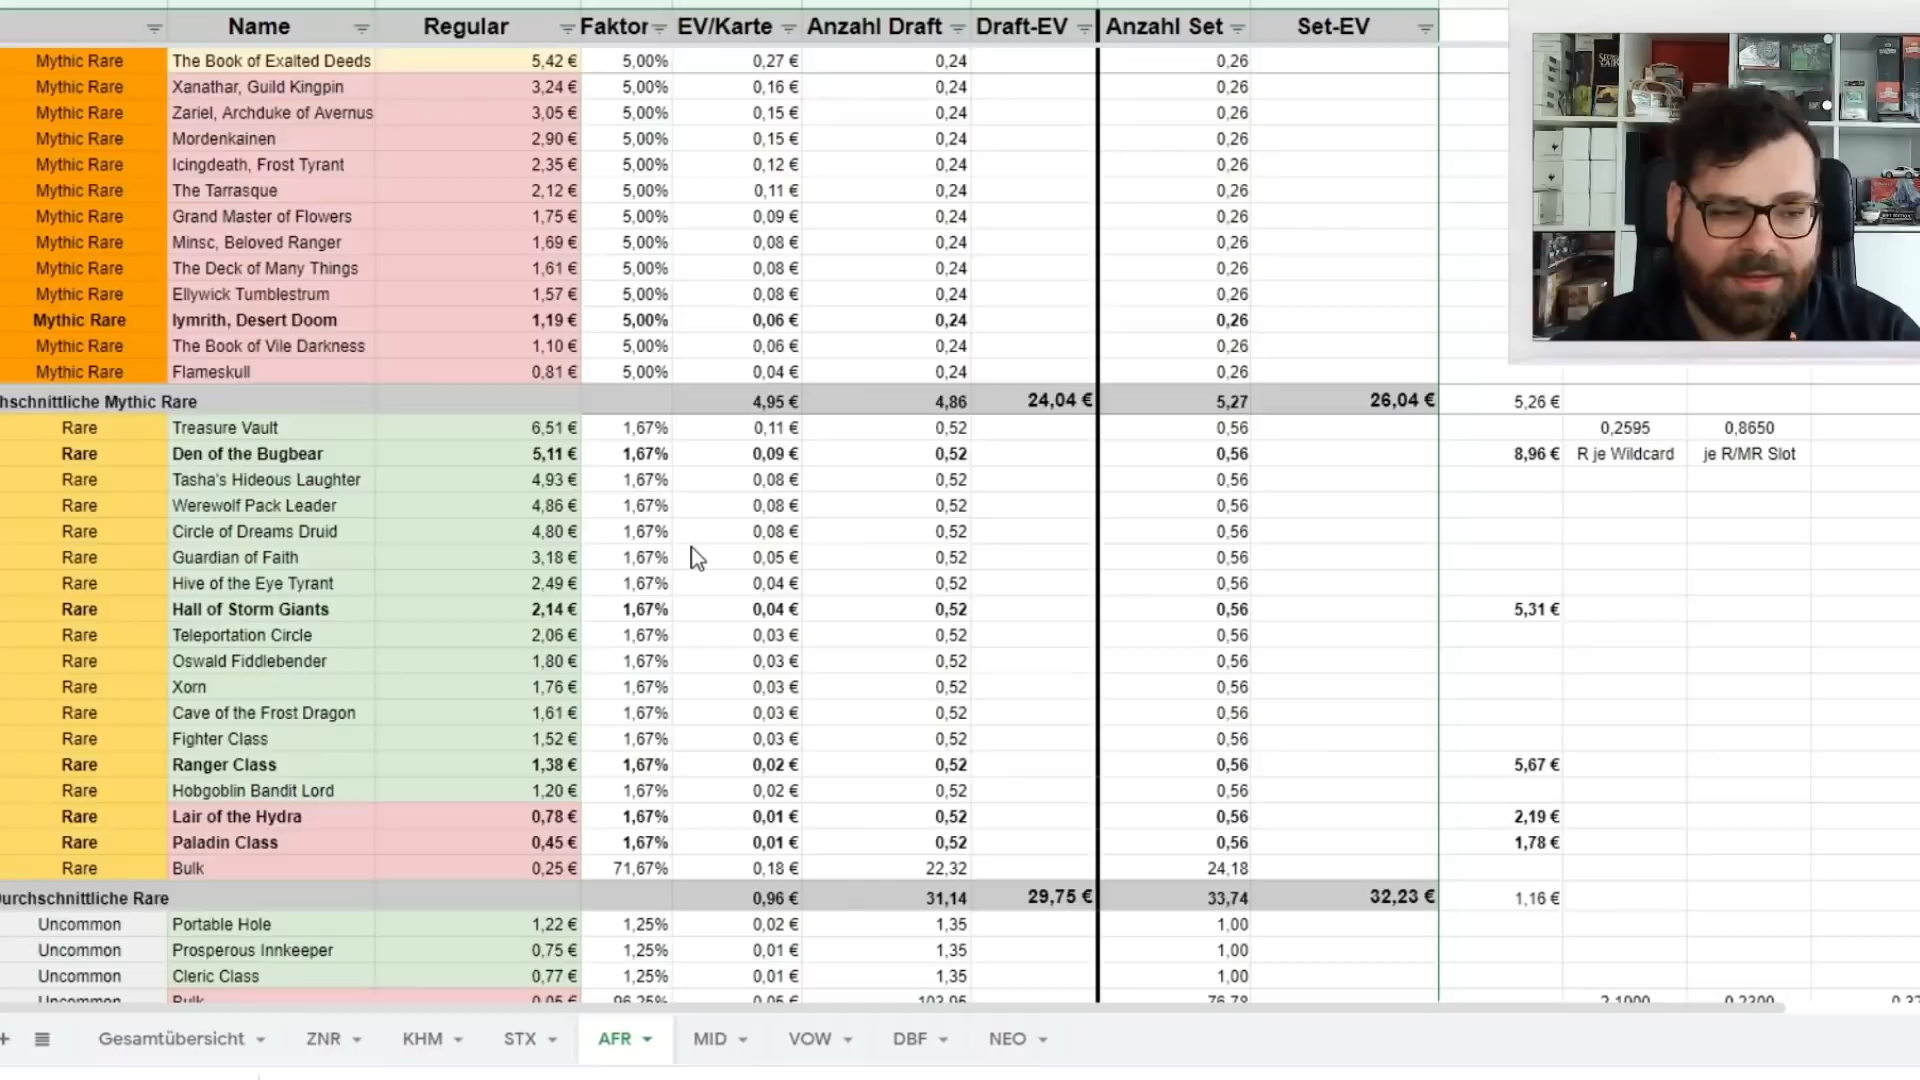 Name Regular Faktor EV/Karte Anzahl Draft Draft-EV Anzahl Set Set-EV
Mythic Rare The Book of Exalted Deeds 5,42 € 5,00% 0,27 € 0,24 0,26
Mythic Rare Xanathar, Guild Kingpin 3,24 € 5,00% 0,16 € 0,24 0,26
Mythic Rare Zariel, Archduke of Avernus 3,05 € 5,00% 0,15 € 0,24 0,26
Mythic Rare Mordenkainen 2,90 € 5,00% 0,15 € 0,24 0,26
Mythic Rare Icingdeath, Frost Tyrant 2,35 € 5,00% 0,12 € 0,24 0,26
Mythic Rare The Tarrasque 2,12 € 5,00% 0,11 € 0,24 0,26
Mythic Rare Grand Master of Flowers 1,75 € 5,00% 0,09 € 0,24 0,26
Mythic Rare Minsc, Beloved Ranger 1,69 € 5,00% 0,08 € 0,24 0,26
Mythic Rare The Deck of Many Things 1,61 € 5,00% 0,08 € 0,24 0,26
Mythic Rare Ellywick Tumblestrum 1,57 € 5,00% 0,08 € 0,24 0,26
Mythic Rare Iymrith, Desert Doom 1,19 € 5,00% 0,06 € 0,24 0,26
Mythic Rare The Book of Vile Darkness 1,10 € 5,00% 0,06 € 0,24 0,26
Mythic Rare Flameskull 0,81 € 5,00% 0,04 € 0,24 0,26
hschnittliche Mythic Rare 4,95 € 4,86 24,04 € 5,27 26,04 € 5,26 €
Rare Treasure Vault 6,51 € 1,67% 0,11 € 0,52 0,56 0,2595 0,8650
Rare Den of the Bugbear 5,11 € 1,67% 0,09 € 0,52 0,56 8,96 € R je Wildcard je R/MR Slot
Rare Tasha's Hideous Laughter 4,93 € 1,67% 0,08 € 0,52 0,56
Rare Werewolf Pack Leader 4,86 € 1,67% 0,08 € 0,52 0,56
Rare Circle of Dreams Druid 4,80 € 1,67% 0,08 € 0,52 0,56
Rare Guardian of Faith 3,18 € 1,67% 0,05 € 0,52 0,56
Rare Hive of the Eye Tyrant 2,49 € 1,67% 0,04 € 0,52 0,56
Rare Hall of Storm Giants 2,14 € 1,67% 0,04 € 0,52 0,56 5,31 €
Rare Teleportation Circle 2,06 € 1,67% 0,03 € 0,52 0,56
Rare Oswald Fiddlebender 1,80 € 1,67% 0,03 € 0,52 0,56
Rare Xorn 1,76 € 1,67% 0,03 € 0,52 0,56
Rare Cave of the Frost Dragon 1,61 € 1,67% 0,03 € 0,52 0,56
Rare Fighter Class 1,52 € 1,67% 0,03 € 0,52 0,56
Rare Ranger Class 1,38 € 1,67% 0,02 € 0,52 0,56 5,67 €
Rare Hobgoblin Bandit Lord 1,20 € 1,67% 0,02 € 0,52 0,56
Rare Lair of the Hydra 0,78 € 1,67% 0,01 € 0,52 0,56 2,19 €
Rare Paladin Class 0,45 € 1,67% 0,01 € 0,52 0,56 1,78 €
Rare Bulk 0,25 € 71,67% 0,18 € 22,32 24,18
urchschnittliche Rare 0,96 € 31,14 29,75 € 33,74 32,23 € 1,16 €
Uncommon Portable Hole 1,22 € 1,25% 0,02 € 1,35 1,00
Uncommon Prosperous Innkeeper 0,75 € 1,25% 0,01 € 1,35 1,00
Uncommon Cleric Class 0,77 € 1,25% 0,01 € 1,35 1,00
Uncommon Bulk 0,05 € 96,25% 0,05 € 103,95 76,78 2,1000 0,2300
Gesamtübersicht ZNR KHM STX AFR MID VOW DBF NEO